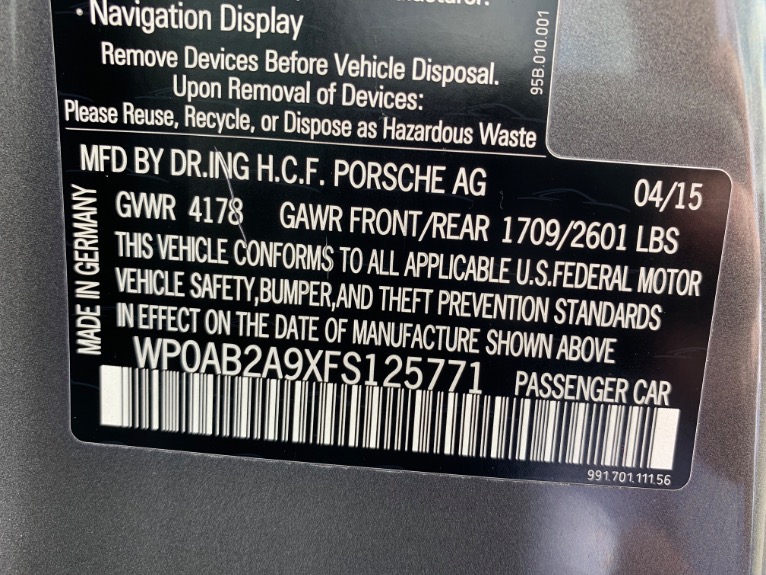 • Navigation Display
Remove Devices Before Vehicle Disposal.
Upon Removal of Devices:
Please Reuse, Recycle, or Dispose as Hazardous Waste
95B.010.001
MFD BY DR.ING H.C.F. PORSCHE AG 04/15
GVWR 4178 GAWR FRONT/REAR 1709/2601 LBS
THIS VEHICLE CONFORMS TO ALL APPLICABLE U.S.FEDERAL MOTOR
VEHICLE SAFETY,BUMPER,AND THEFT PREVENTION STANDARDS
IN EFFECT ON THE DATE OF MANUFACTURE SHOWN ABOVE
WP0AB2A9XFS125771 PASSENGER CAR
MADE IN GERMANY
991.701.111.56